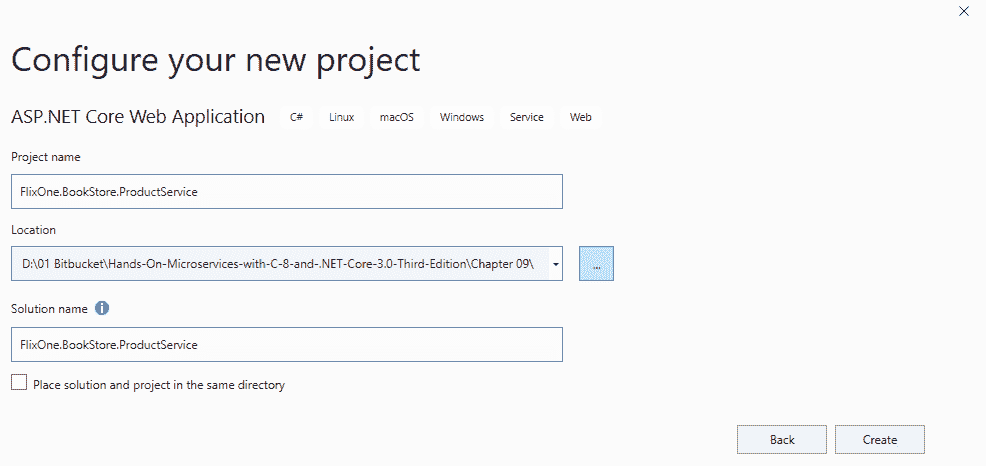 Configure your new project
ASP.NET Core Web Application C# Linux macOS Windows Service Web
Project name
FlixOne.BookStore.ProductService
Location
D:\01 Bitbucket\Hands-On-Microservices-with-C-8-and-.NET-Core-3.0-Third-Edition\Chapter 09\
...
Solution name
FlixOne.BookStore.ProductService
Place solution and project in the same directory
Back Create